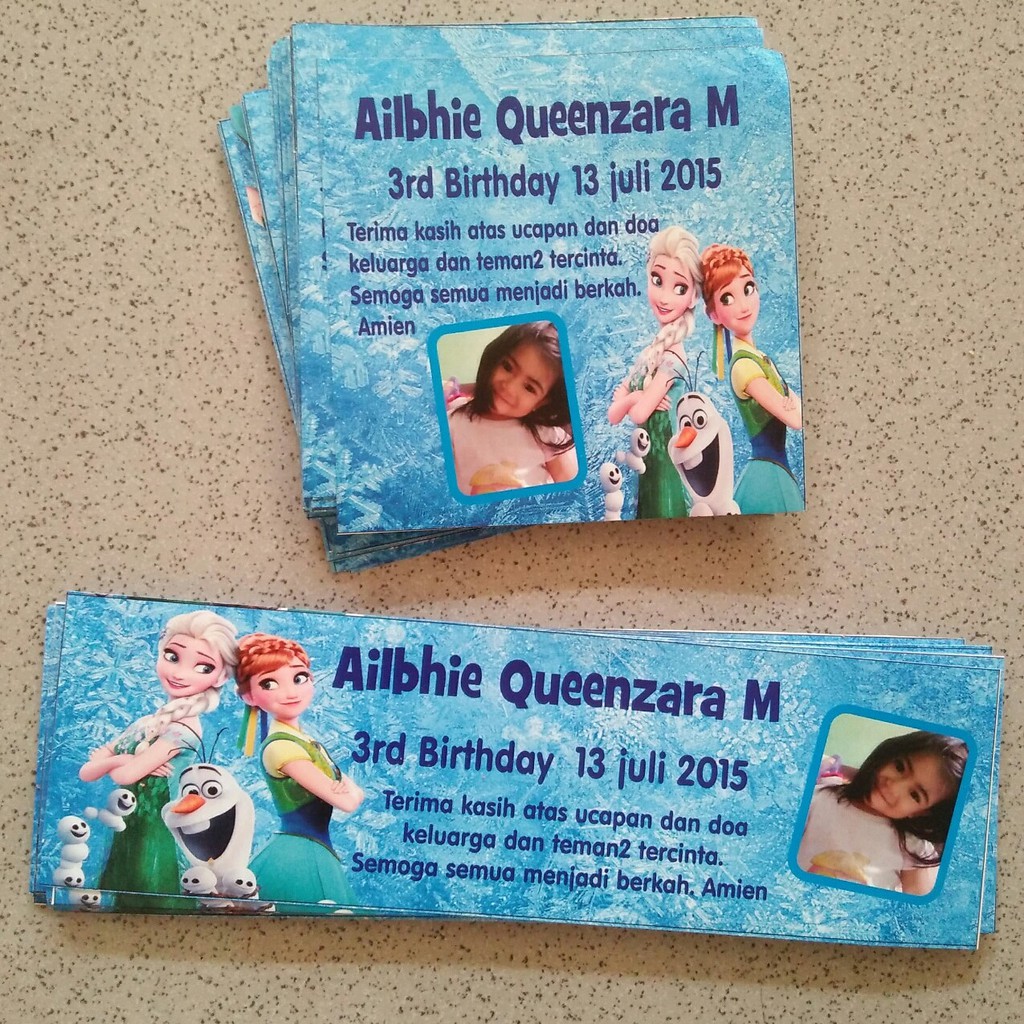 Ailbhie Queenzara M
3rd Birthday 13 juli 2015
Terima kasih atas ucapan dan doa
keluarga dan teman2 tercinta.
Semoga semua menjadi berkah.
Amien
Ailbhie Queenzara M
3rd Birthday 13 juli 2015
Terima kasih atas ucapan dan doa
keluarga dan teman2 tercinta.
Semoga semua menjadi berkah. Amien